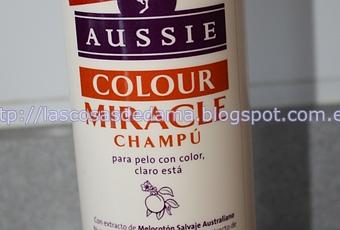 AUSSIE
COLOUR
MIRACLE
http://lascosasdedama.blogspot.com.e
CHAMPÚ
para pelo con color,
claro está
Con extracto de Melocotón Salvaje Australiano